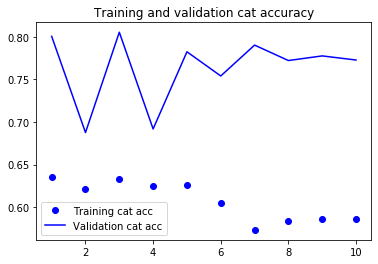 Training and validation cat accuracy
0.80
0.75
0.70
0.65
0.60
Training cat acc
Validation cat acc
2 4 6 8 10